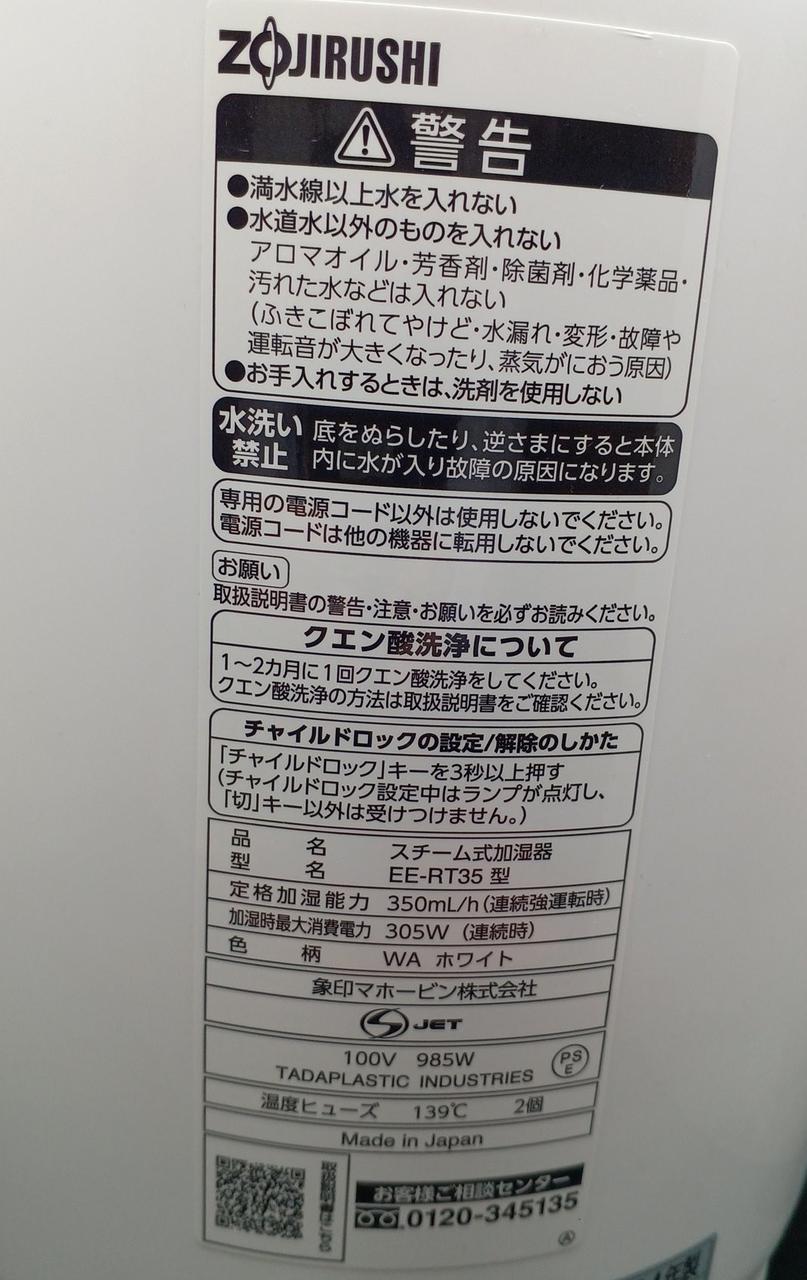 ZOJIRUSHI
警告
●満水線以上水を入れない
●水道水以外のものを入れない
アロマオイル・芳香剤・除菌剤・化学薬品・
汚れた水などは入れない
(ふきこぼれてやけど・水漏れ・変形・故障や
運転音が大きくなったり、蒸気がにおう原因)
●お手入れするときは、洗剤を使用しない
水洗い禁止
底をぬらしたり、逆さまにすると本体
内に水が入り故障の原因になります。
専用の電源コード以外は使用しないでください。
電源コードは他の機器に転用しないでください。
お願い
取扱説明書の警告・注意・お願いを必ずお読みください。
クエン酸洗浄について
1～2カ月に1回クエン酸洗浄をしてください。
クエン酸洗浄の方法は取扱説明書をご確認ください。
チャイルドロックの設定/解除のしかた
「チャイルドロック」キーを3秒以上押す
(チャイルドロック設定中はランプが点灯し、
「切」キー以外は受けつけません。)
品名 スチーム式加湿器
型名 EE-RT35 型
定格加湿能力 350mL/h(連続強運転時)
加湿時最大消費電力 305W (連続時)
色柄 WA ホワイト
象印マホービン株式会社
S JET
100V 985W
PSE
TADAPLASTIC INDUSTRIES
温度ヒューズ 139℃ 2個
Made in Japan
取扱説明書はこちら
お客様ご相談センター
0120-345135
Ⓐ
年製